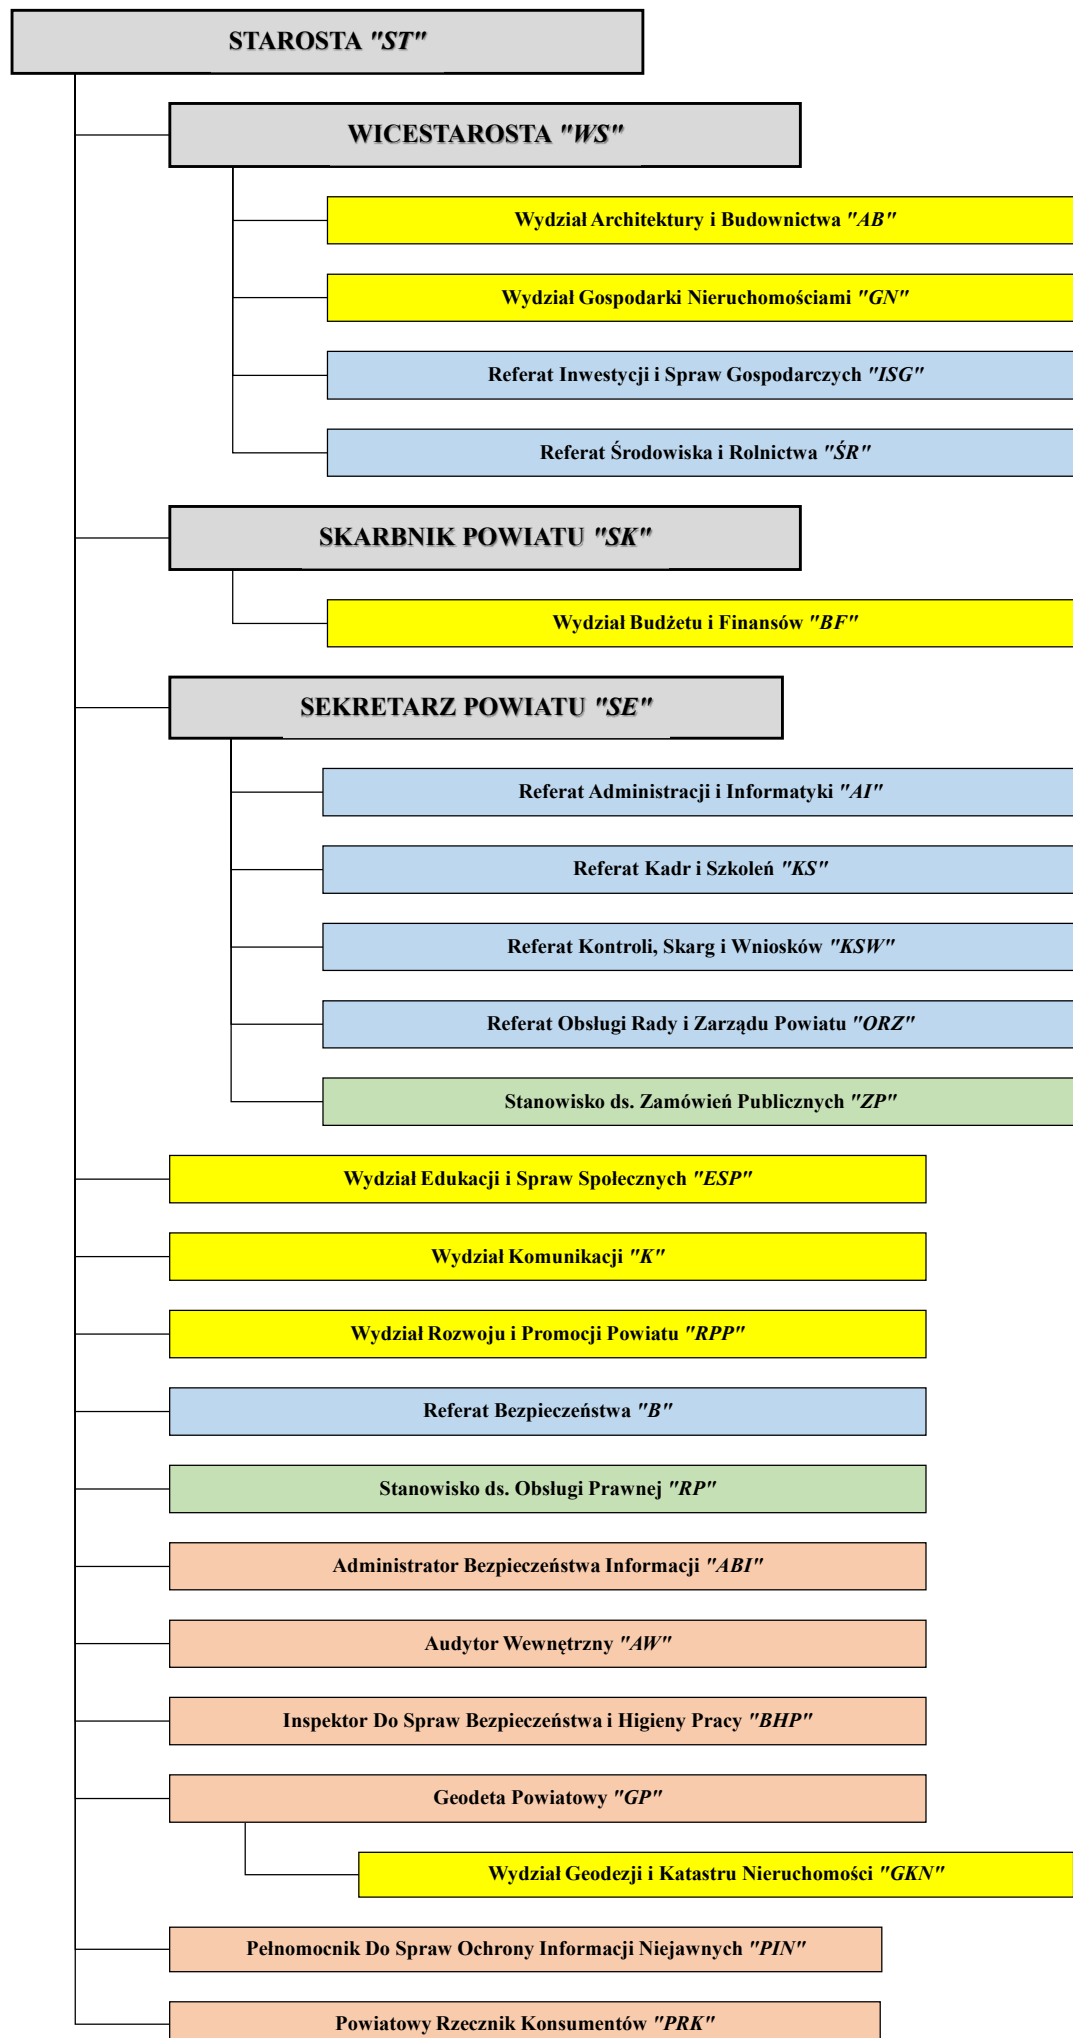 STAROSTA "ST"
WICESTAROSTA "WS"
Wydział Architektury i Budownictwa "AB"
Wydział Gospodarki Nieruchomościami "GN"
Referat Inwestycji i Spraw Gospodarczych "ISG"
Referat Środowiska i Rolnictwa "ŚR"
SKARBNIK POWIATU "SK"
Wydział Budżetu i Finansów "BF"
SEKRETARZ POWIATU "SE"
Referat Administracji i Informatyki "AI"
Referat Kadr i Szkoleń "KS"
Referat Kontroli, Skarg i Wniosków "KSW"
Referat Obsługi Rady i Zarządu Powiatu "ORZ"
Stanowisko ds. Zamówień Publicznych "ZP"
Wydział Edukacji i Spraw Społecznych "ESP"
Wydział Komunikacji "K"
Wydział Rozwoju i Promocji Powiatu "RPP"
Referat Bezpieczeństwa "B"
Stanowisko ds. Obsługi Prawnej "RP"
Administrator Bezpieczeństwa Informacji "ABI"
Audytor Wewnętrzny "AW"
Inspektor Do Spraw Bezpieczeństwa i Higieny Pracy "BHP"
Geodeta Powiatowy "GP"
Wydział Geodezji i Katastru Nieruchomości "GKN"
Pełnomocnik Do Spraw Ochrony Informacji Niejawnych "PIN"
Powiatowy Rzecznik Konsumentów "PRK"